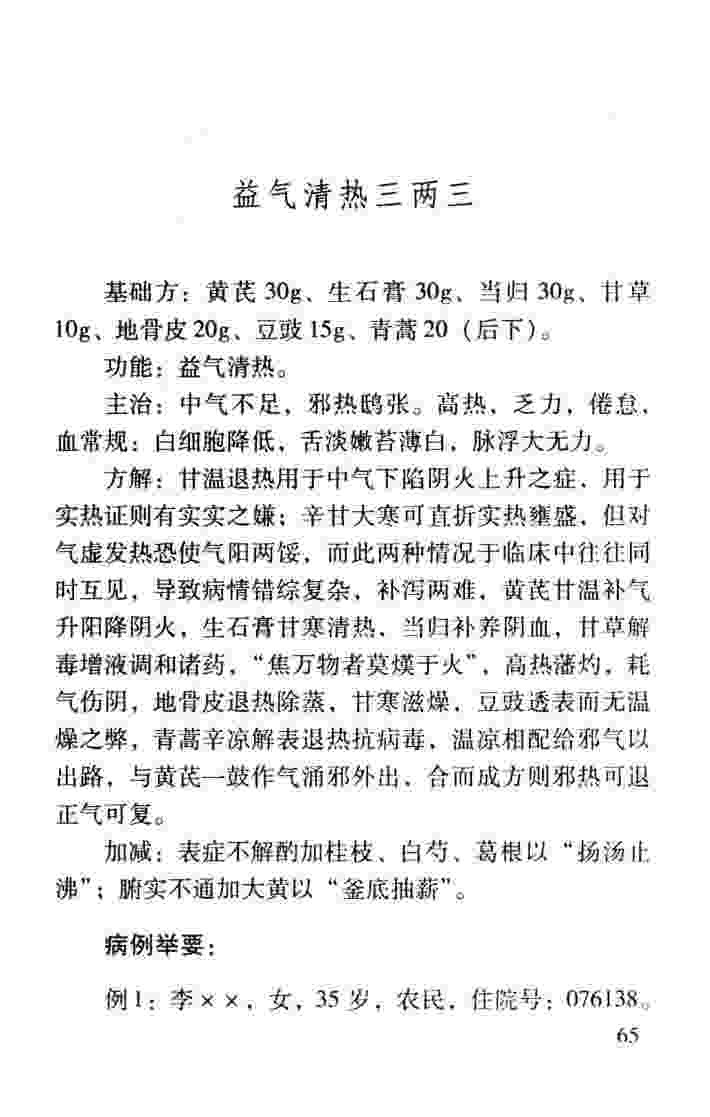 益气清热三两三
基础方：黄芪 30g、生石膏 30g、当归 30g、甘草
10g、地骨皮 20g、豆豉 15g、青蒿 20（后下）。
功能：益气清热。
主治：中气不足，邪热鸱张。高热，乏力，倦怠，
血常规：白细胞降低，舌淡嫩苔薄白，脉浮大无力。
方解：甘温退热用于中气下陷阴火上升之症，用于
实热证则有实实之嫌；辛甘大寒可直折实热壅盛，但对
气虚发热恐使气阳两馁，而此两种情况于临床中往往同
时互见，导致病情错综复杂，补泻两难，黄芪甘温补气
升阳降阴火，生石膏甘寒清热，当归补养阴血，甘草解
毒增液调和诸药，“焦万物者莫熯于火”，高热藩灼，耗
气伤阴，地骨皮退热除蒸，甘寒滋燥，豆豉透表而无温
燥之弊，青蒿辛凉解表退热抗病毒，温凉相配给邪气以
出路，与黄芪一鼓作气涌邪外出，合而成方则邪热可退
正气可复。
加减：表症不解酌加桂枝、白芍、葛根以“扬汤止
沸”；腑实不通加大黄以“釜底抽薪”。
病例举要：
例 1：李××，女，35 岁，农民，住院号：076138。
65